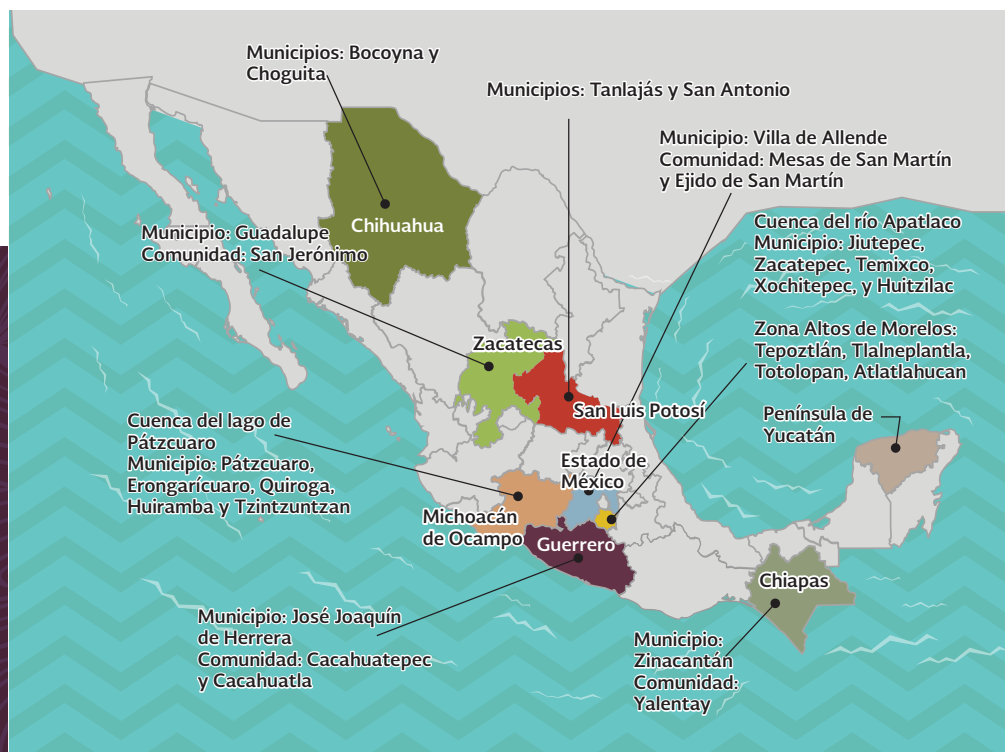 Municipios: Bocoyna y
Choguita
Municipios: Tanlajás y San Antonio
Municipio: Villa de Allende
Comunidad: Mesas de San Martín
y Ejido de San Martín
Municipio: Guadalupe
Comunidad: San Jerónimo
Chihuahua
Cuenca del río Apatlaco
Municipio: Jiutepec,
Zacatepec, Temixco,
Xochitepec, y Huitzilac
Zona Altos de Morelos:
Tepoztlán, Tlalneplantla,
Totolopan, Atlatlahucan
Zacatecas
San Luis Potosí
Península de
Yucatán
Cuenca del lago de
Pátzcuaro
Municipio: Pátzcuaro,
Erongarícuaro, Quiroga,
Huiramba y Tzintzuntzan
Estado de
México
Michoacán
de Ocampo
Guerrero
Chiapas
Municipio: José Joaquín
de Herrera
Comunidad: Cacahuatepec
y Cacahuatla
Municipio:
Zinacantán
Comunidad:
Yalentay